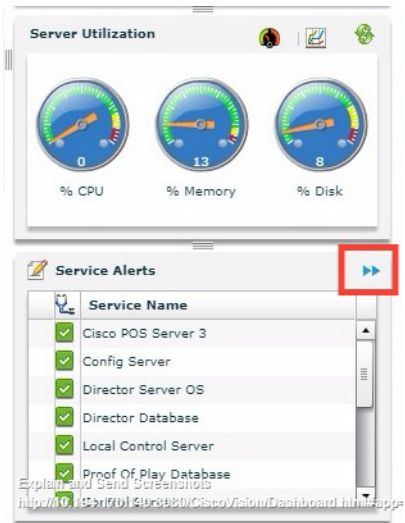 Server Utilization
0
13
8
% CPU
% Memory
% Disk
Service Alerts
Service Name
Cisco POS Server 3
Config Server
Director Server OS
Director Database
Local Control Server
Proof Of Play Database
Explain and Send Screenshots